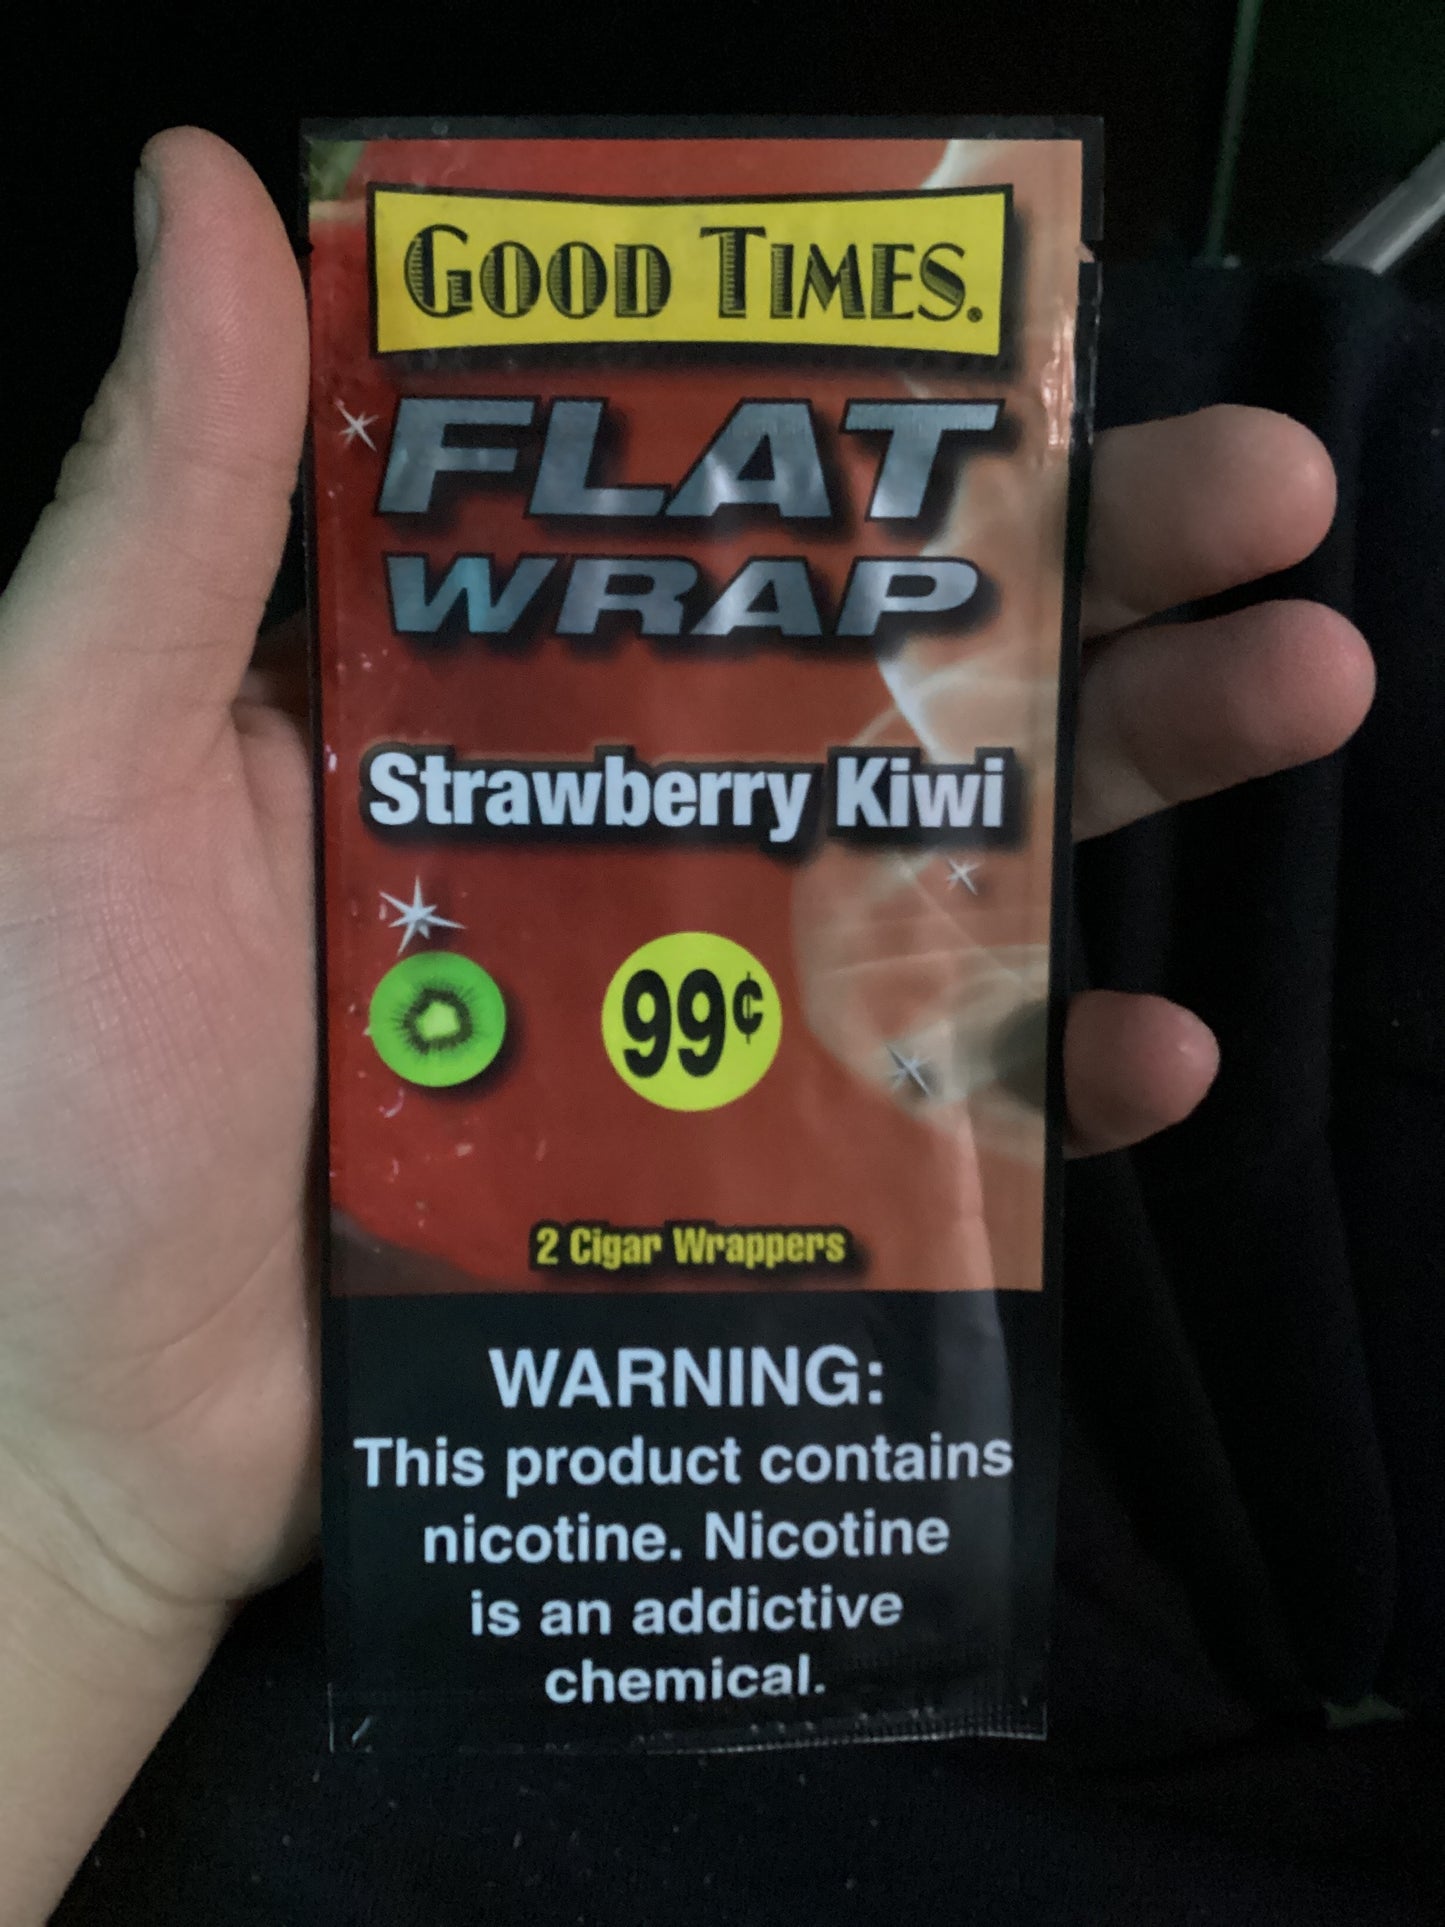 GOOD TIMES®
FLAT
WRAP
Strawberry Kiwi
99¢
2 Cigar Wrappers
WARNING:
This product contains
nicotine. Nicotine
is an addictive
chemical.